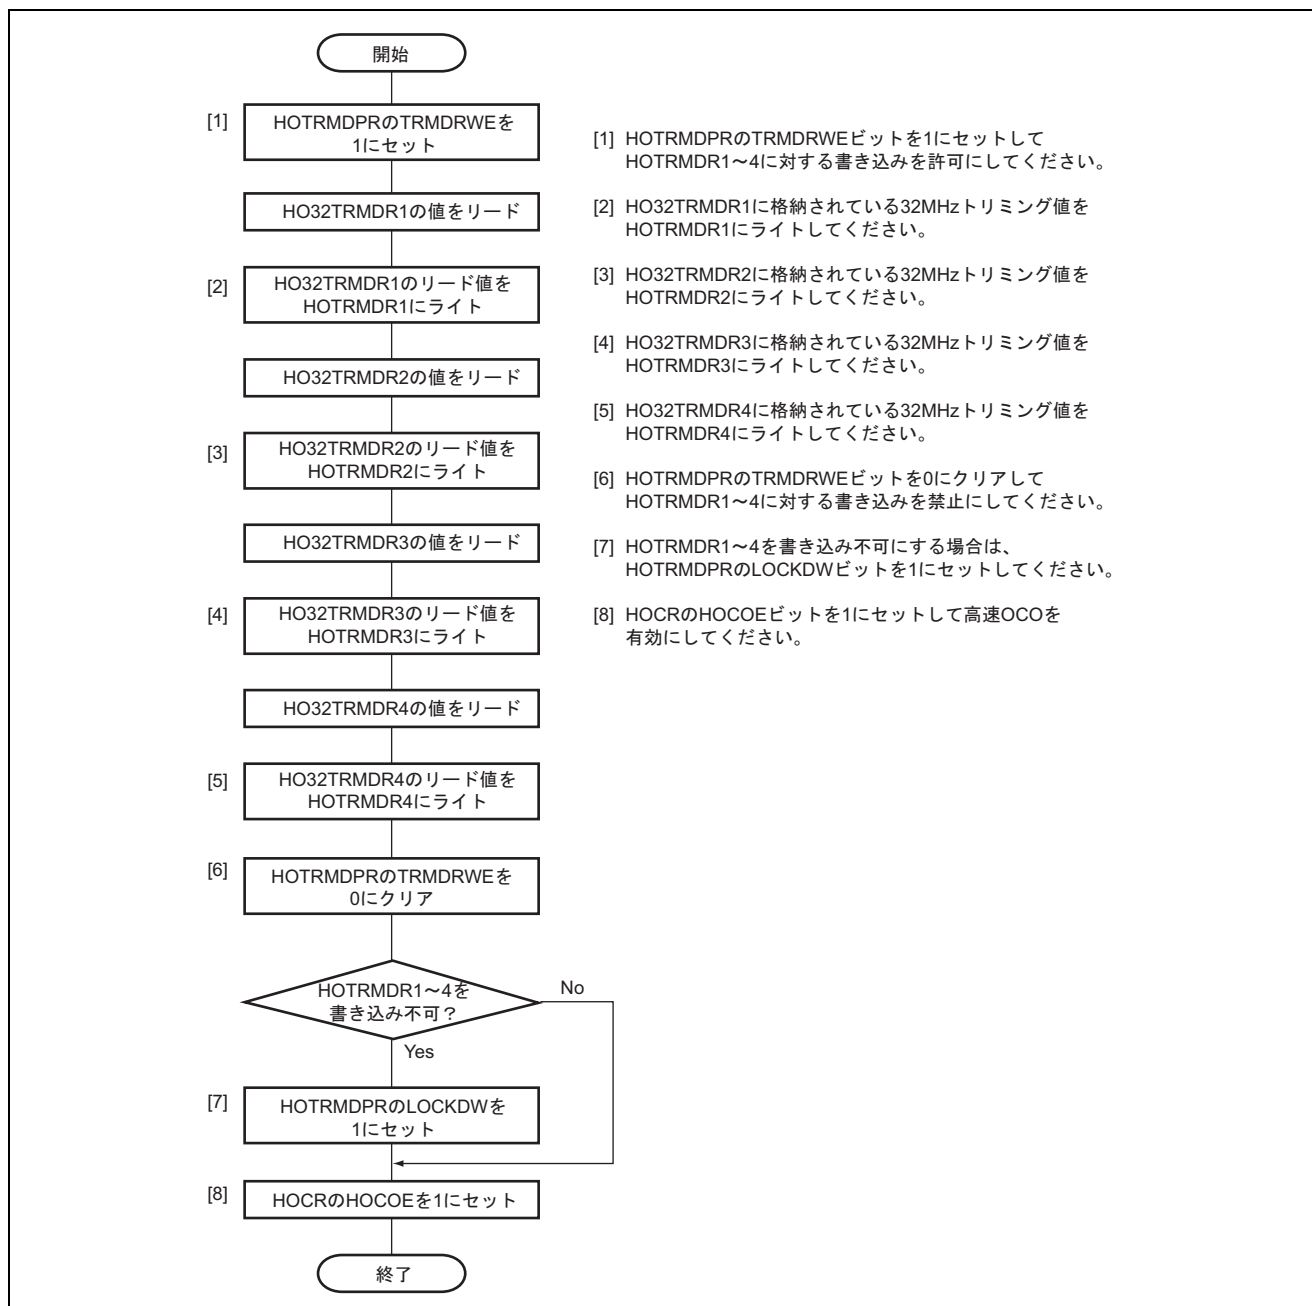 開始
[1]
HOTRMDPRのTRMDRWEを
1にセット
HO32TRMDR1の値をリード
[2]
HO32TRMDR1のリード値を
HOTRMDR1にライト
HO32TRMDR2の値をリード
[3]
HO32TRMDR2のリード値を
HOTRMDR2にライト
HO32TRMDR3の値をリード
[4]
HO32TRMDR3のリード値を
HOTRMDR3にライト
HO32TRMDR4の値をリード
[5]
HO32TRMDR4のリード値を
HOTRMDR4にライト
[6]
HOTRMDPRのTRMDRWEを
0にクリア
HOTRMDR1～4を
書き込み不可？
No
Yes
[7]
HOTRMDPRのLOCKDWを
1にセット
[8]
HOCRのHOCOEを1にセット
終了
[1] HOTRMDPRのTRMDRWEビットを1にセットして
HOTRMDR1～4に対する書き込みを許可にしてください。
[2] HO32TRMDR1に格納されている32MHzトリミング値を
HOTRMDR1にライトしてください。
[3] HO32TRMDR2に格納されている32MHzトリミング値を
HOTRMDR2にライトしてください。
[4] HO32TRMDR3に格納されている32MHzトリミング値を
HOTRMDR3にライトしてください。
[5] HO32TRMDR4に格納されている32MHzトリミング値を
HOTRMDR4にライトしてください。
[6] HOTRMDPRのTRMDRWEビットを0にクリアして
HOTRMDR1～4に対する書き込みを禁止にしてください。
[7] HOTRMDR1～4を書き込み不可にする場合は、
HOTRMDPRのLOCKDWビットを1にセットしてください。
[8] HOCRのHOCOEビットを1にセットして高速OCOを
有効にしてください。